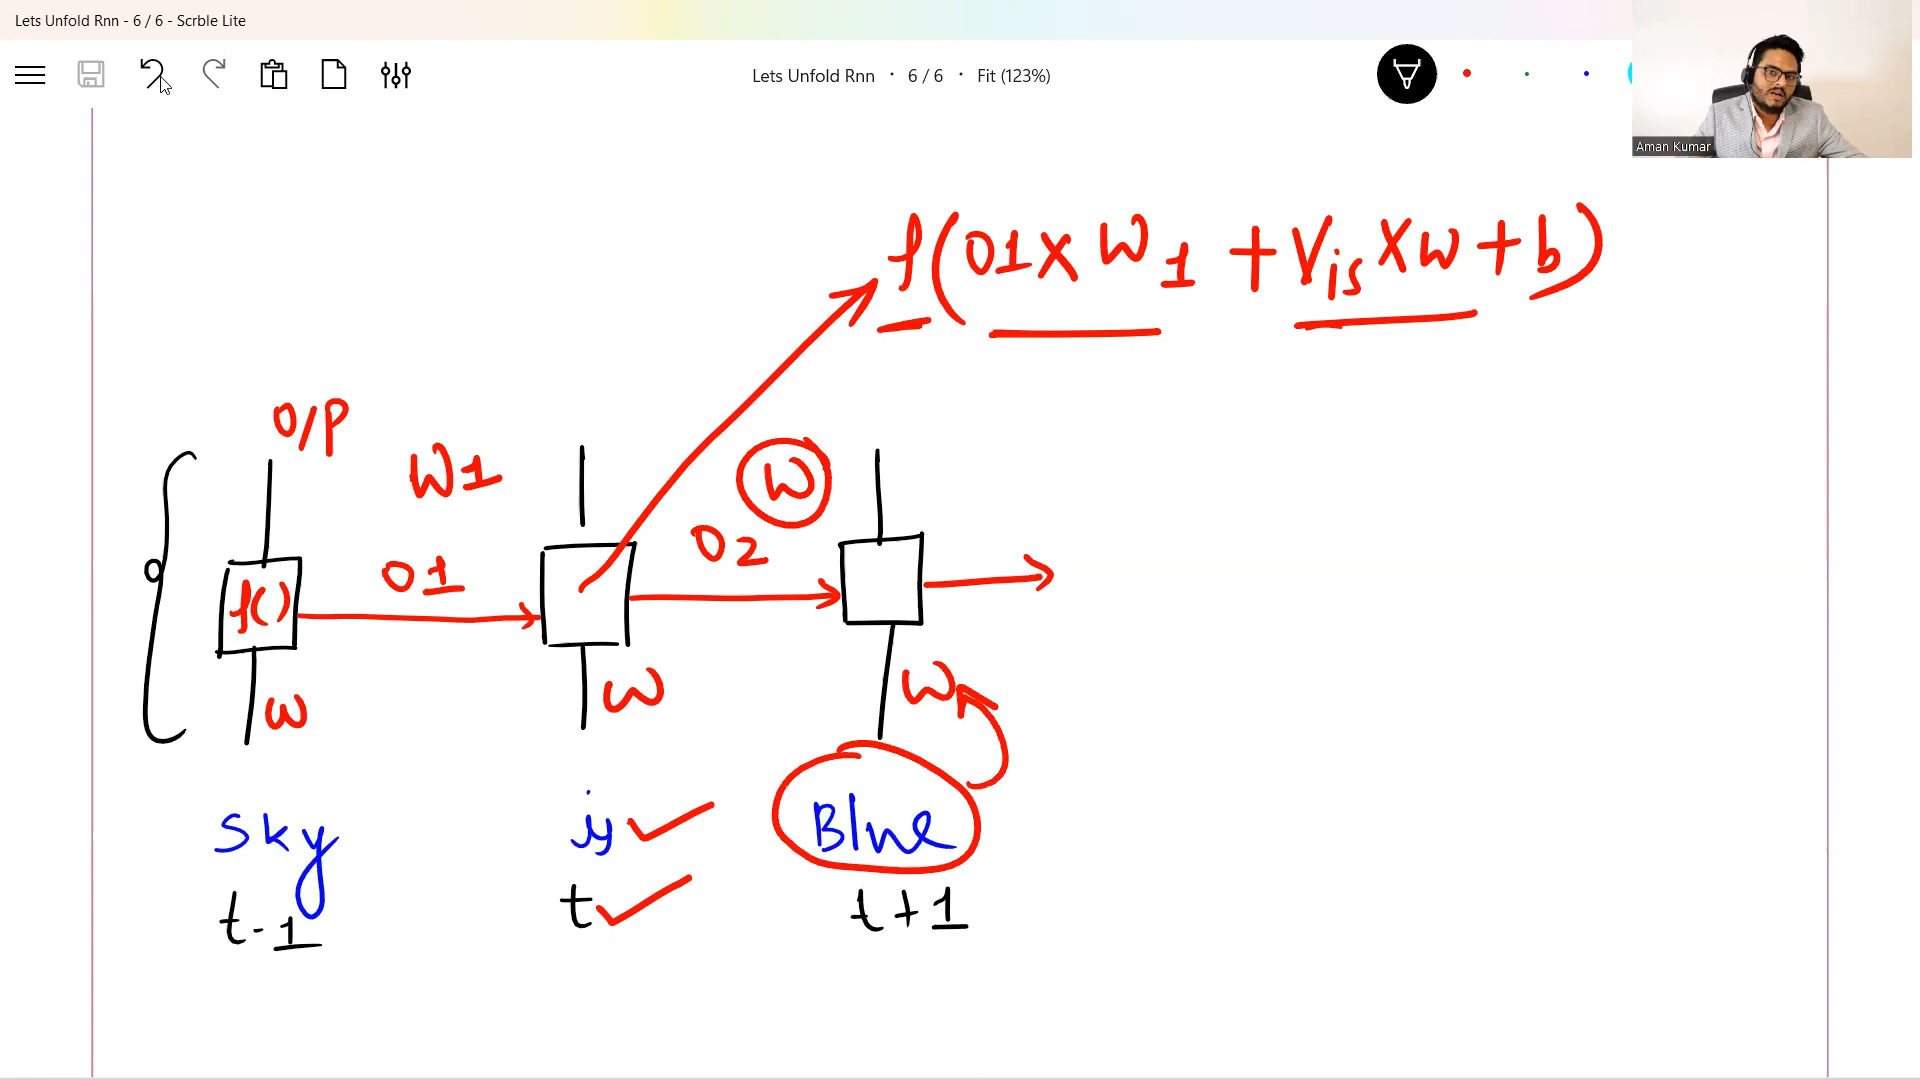 Lets Unfold Rnn - 6 / 6 - Scrble Lite
Lets Unfold Rnn · 6 / 6 · Fit (123%)
Aman Kumar
f(O1 X W1 + Vis X W + b)
O/P
W1
W
O1
O2
f()
W
W
W
sky
is
Blue
t-1
t
t+1